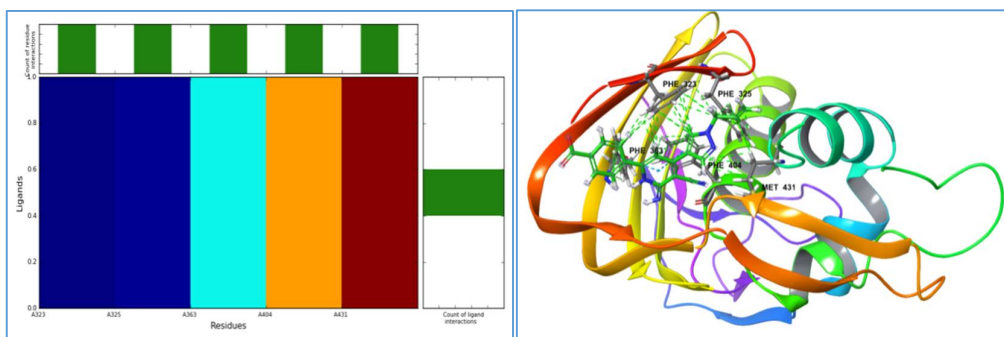 Count of residue
interactions
1.0
0.8
0.6
0.4
0.2
0.0
Ligands
A323
A325
A363
A404
A431
Residues
Count of ligand
interactions
PHE 323
PHE 325
PHE
PHE 404
MET 431